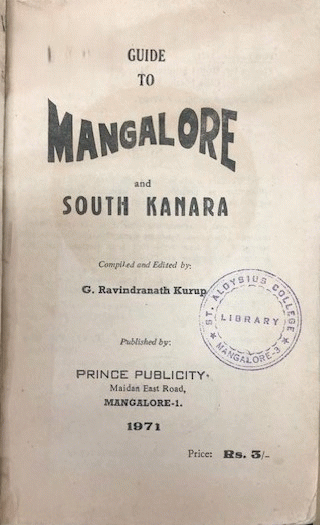 GUIDE
TO
MANGALORE
and
SOUTH KANARA
Compiled and Edited by:
G. Ravindranath Kurup
ST. ALOYSIUS COLLEGE
LIBRARY
★ MANGALORE-3 ★
Published by:
PRINCE PUBLICITY,
Maidan East Road,
MANGALORE-1.
1971
Price: Rs. 3/-